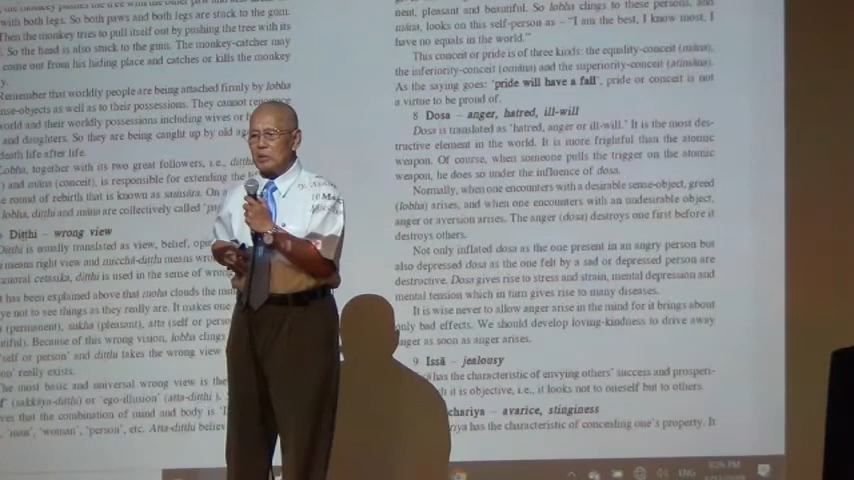 with both legs. So both paws and both legs are stuck to the gum.
Then the monkey tries to pull itself out by pushing the tree with its
So the head is also stuck to the gum. The monkey-catcher may
come out from his hiding place and catches or kills the monkey
Remember that worldly people are being attached firmly by lobha
nse-objects as well as to their possessions. They cannot renounce
world and their worldly possessions including wives or
and daughters. So they are being caught up by old
death life after life.
Lobha, together with its two great followers, i.e., ditthi
) and māna (conceit), is responsible for extending the
round of rebirth that is known as saṁsāra. On
lobha, diṭṭhi and māna are collectively called
Diṭṭhi – wrong view
Diṭṭhi is usually translated as view, belief,
means right view and micchā-diṭṭhi means
moral cetasika, diṭṭhi is used in the sense of wrong
It has been explained above that moha clouds the
ye not to see things as they really are. It makes one
(permanent), sukha (pleasant), atta (self or
Because of this wrong vision, lobha clings
'self or person' and diṭṭhi takes the wrong view
on' really exists.
The most basic and universal wrong view is the
(sakkāya-diṭṭhi) or 'ego-illusion' (atta-diṭṭhi).
ves that the combination of mind and body is
'man', 'woman', 'person', etc. Atta-diṭṭhi
nent, pleasant and beautiful. So lobha clings to these persons, and
māna, looks on this self-person as – "I am the best, I know most, I
have no equals in the world."
This conceit or pride is of three kinds: the equality-conceit (māna),
the inferiority-conceit (omāna) and the superiority-conceit (atimāna).
As the saying goes: 'pride will have a fall', pride or conceit is not
a virtue to be proud of.
8 Dosa – anger, hatred, ill-will
Dosa is translated as 'hatred, anger or ill-will.' It is the most des-
tructive element in the world. It is more frightful than the atomic
weapon. Of course, when someone pulls the trigger on the atomic
weapon, he does so under the influence of dosa.
Normally, when one encounters with a desirable sense-object, greed
(lobha) arises, and when one encounters with an undesirable object,
anger or aversion arises. The anger (dosa) destroys one first before it
destroys others.
Not only inflated dosa as the one present in an angry person but
also depressed dosa as the one felt by a sad or depressed person are
destructive. Dosa gives rise to stress and strain, mental depression and
mental tension which in turn gives rise to many diseases.
It is wise never to allow anger arise in the mind for it brings about
only bad effects. We should develop loving-kindness to drive away
anger as soon as anger arises.
9 Issā – jealousy
has the characteristic of envying others' success and prosperi-
it is objective, i.e., it looks not to oneself but to others.
chariya – avarice, stinginess
has the characteristic of concealing one's property. It
ENG